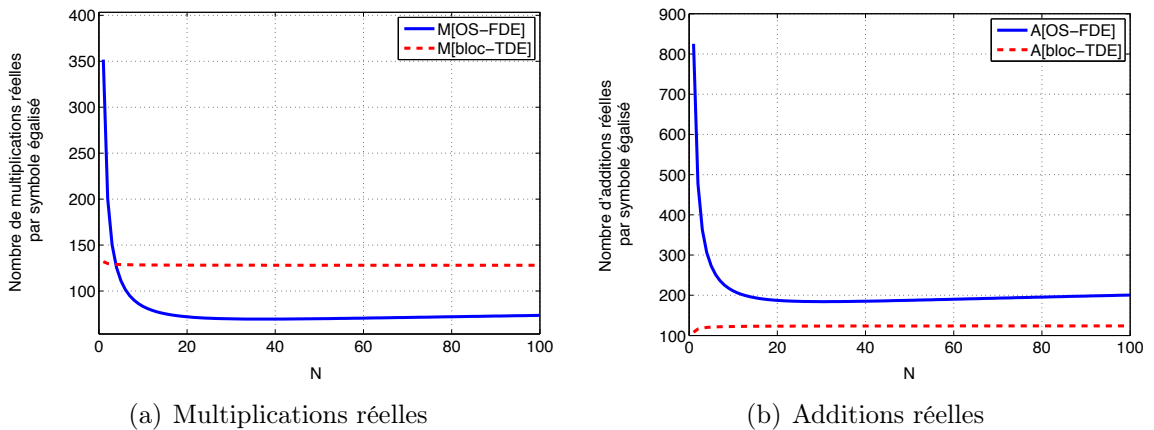 400
350
300
250
200
150
100
0
20
40
60
80
100
N
Nombre de multiplications réelles
par symbole égalisé
M[OS−FDE]
M[bloc−TDE]
(a) Multiplications réelles
900
800
700
600
500
400
300
200
100
0
20
40
60
80
100
N
Nombre d'additions réelles
par symbole égalisé
A[OS−FDE]
A[bloc−TDE]
(b) Additions réelles